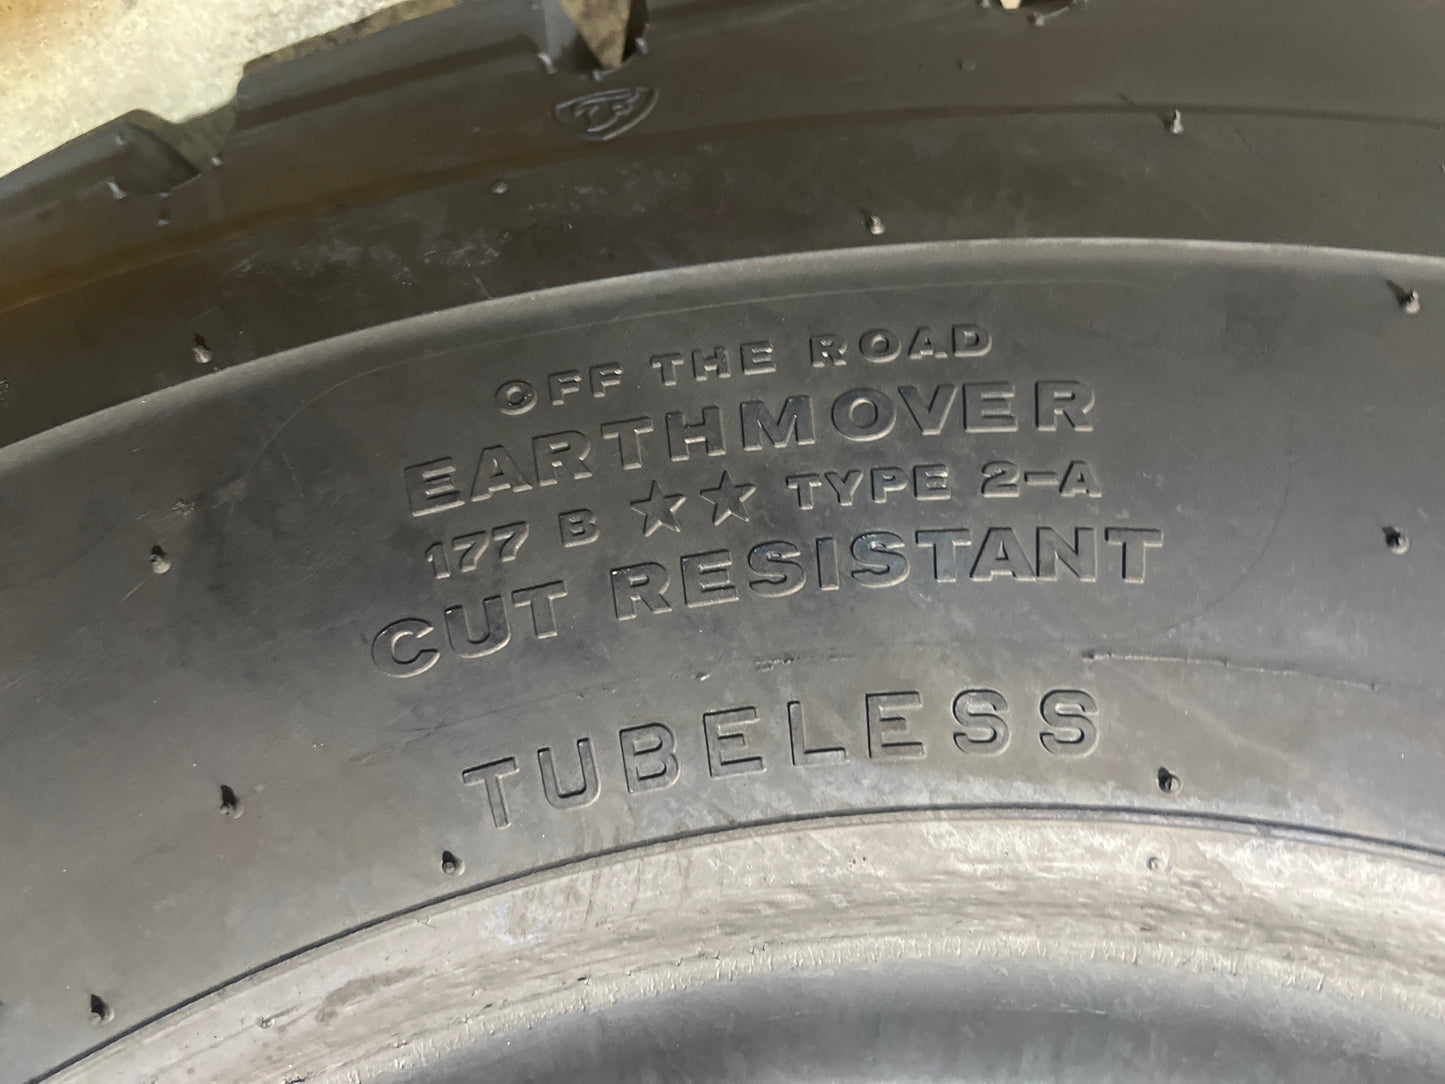 OFF THE ROAD
EARTHMOVER
177 B ★★ TYPE 2-A
CUT RESISTANT
TUBELESS